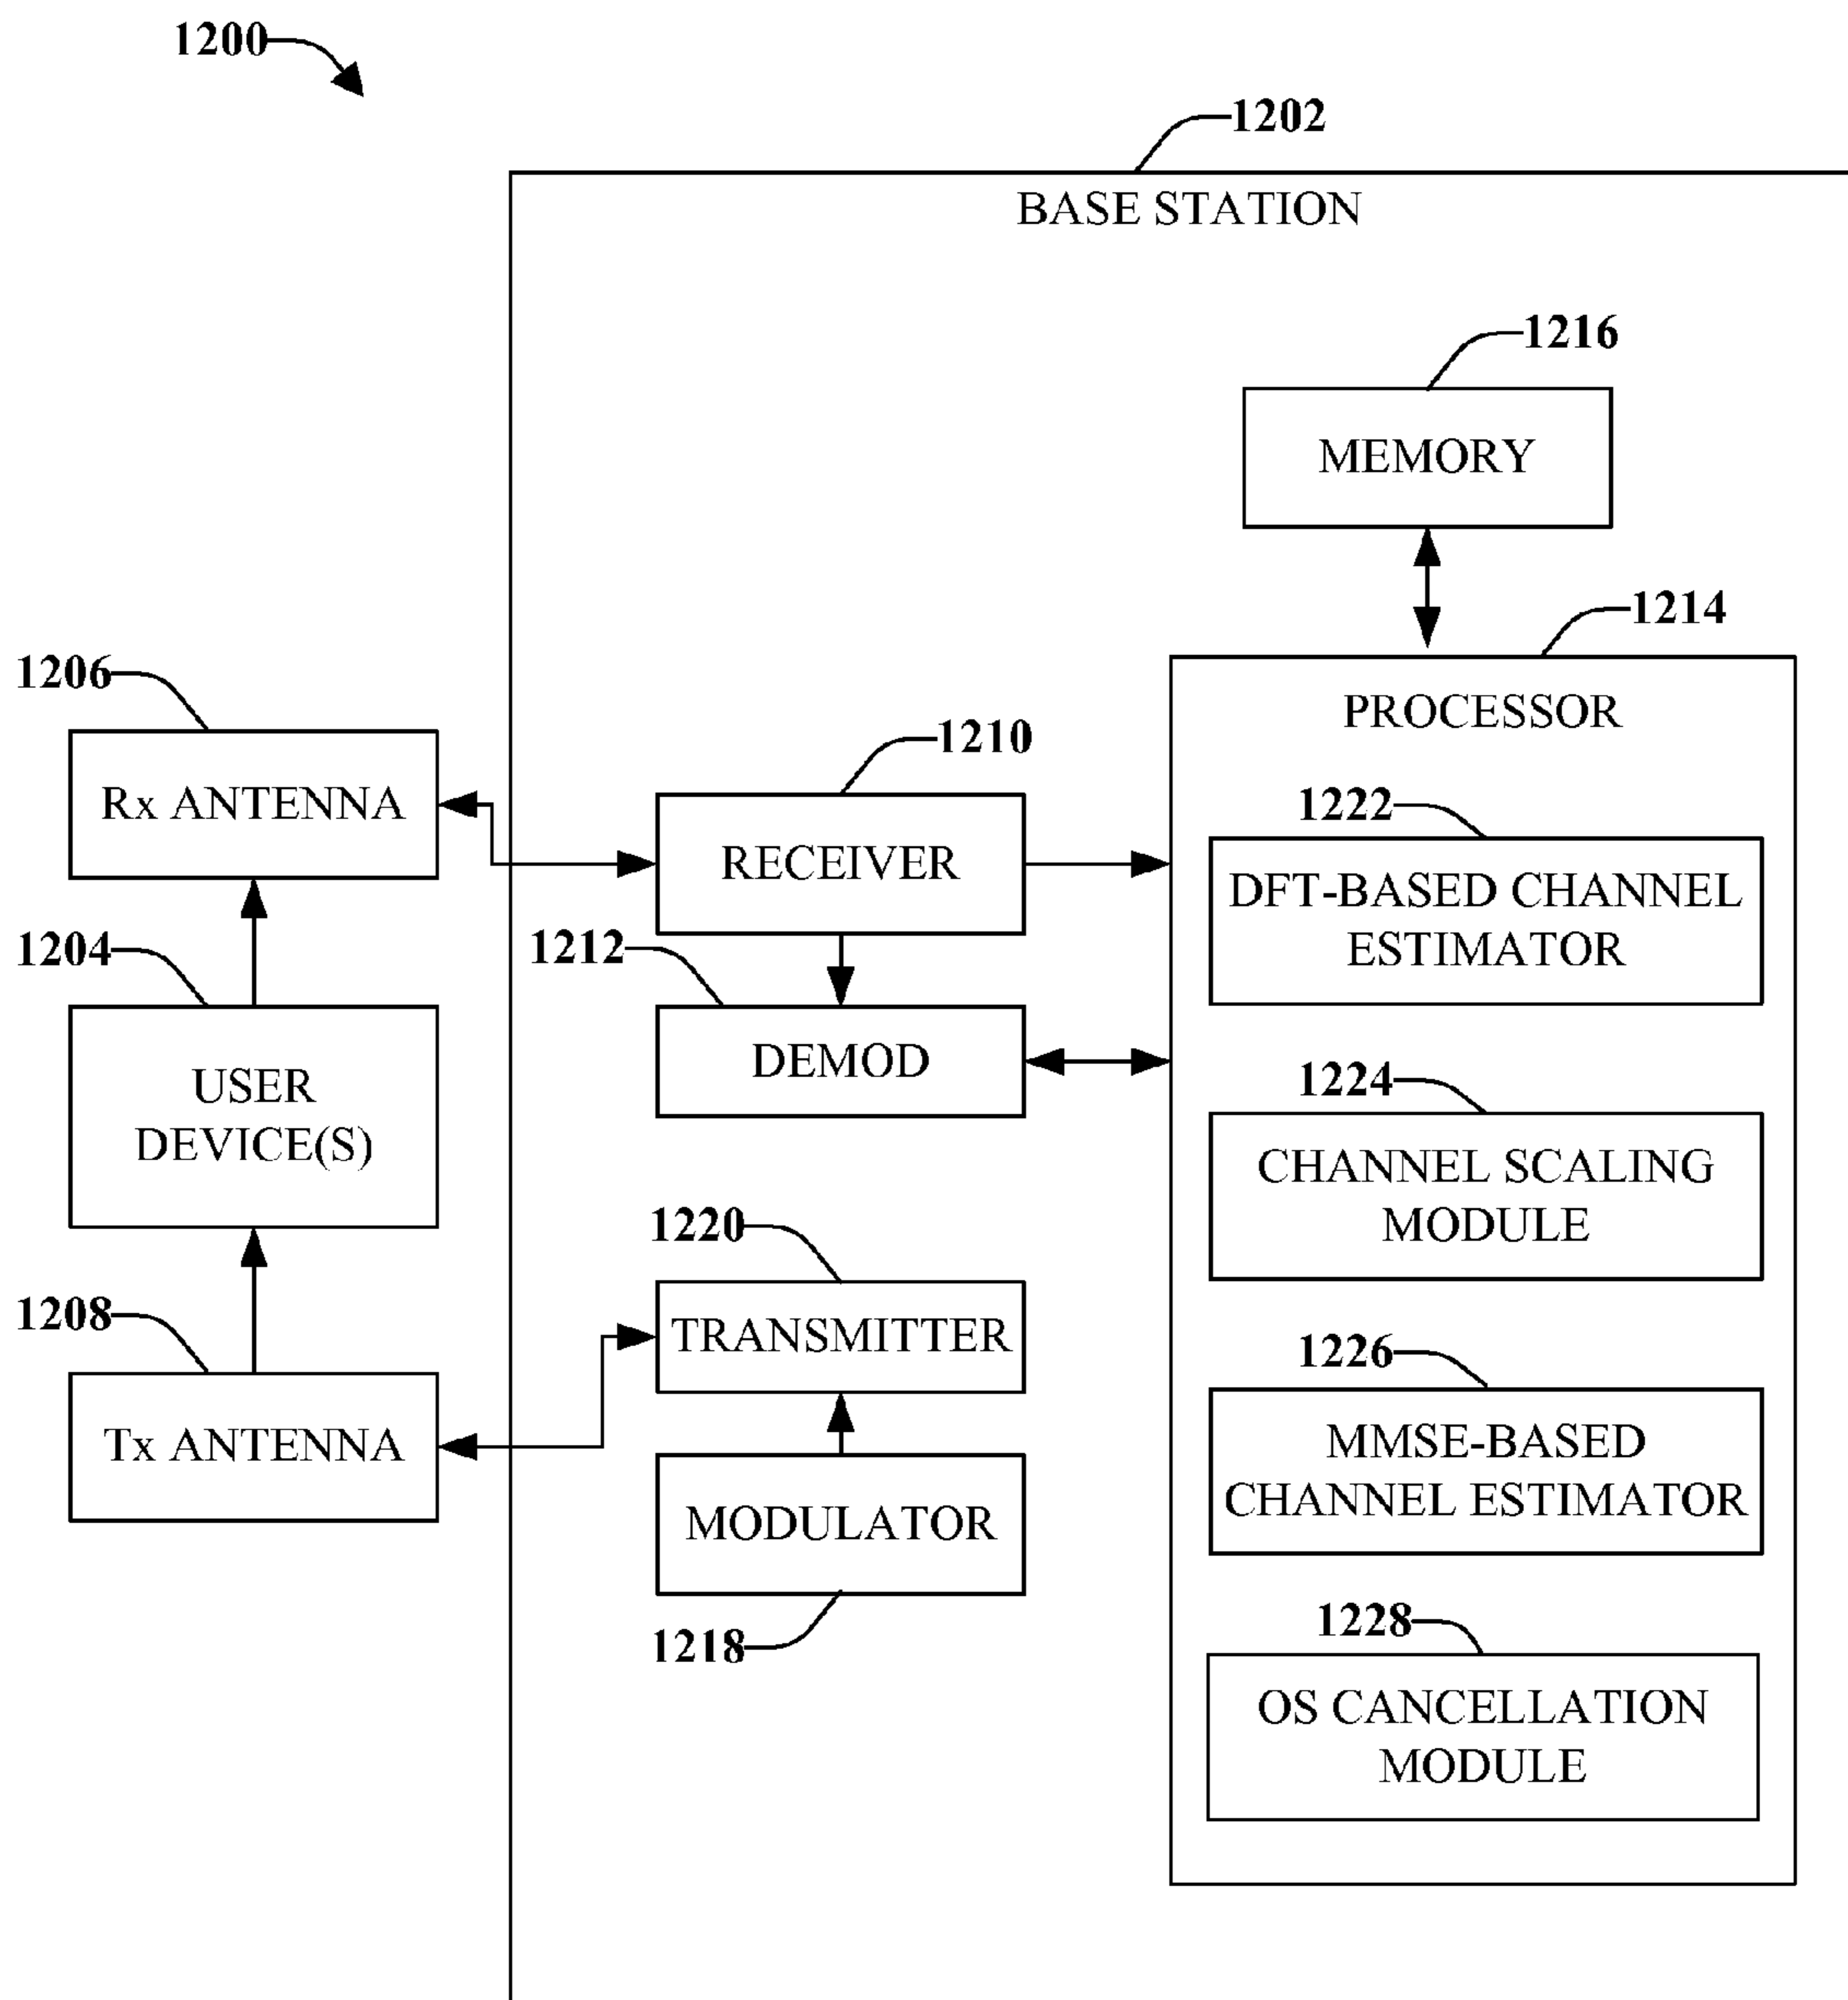 1200
1202
BASE STATION
1216
MEMORY
1214
PROCESSOR
1206
Rx ANTENNA
1210
RECEIVER
1222
DFT-BASED CHANNEL
ESTIMATOR
1204
USER
DEVICE(S)
1212
DEMOD
1224
CHANNEL SCALING
MODULE
1220
TRANSMITTER
1208
Tx ANTENNA
1226
MMSE-BASED
CHANNEL ESTIMATOR
MODULATOR
1218
1228
OS CANCELLATION
MODULE